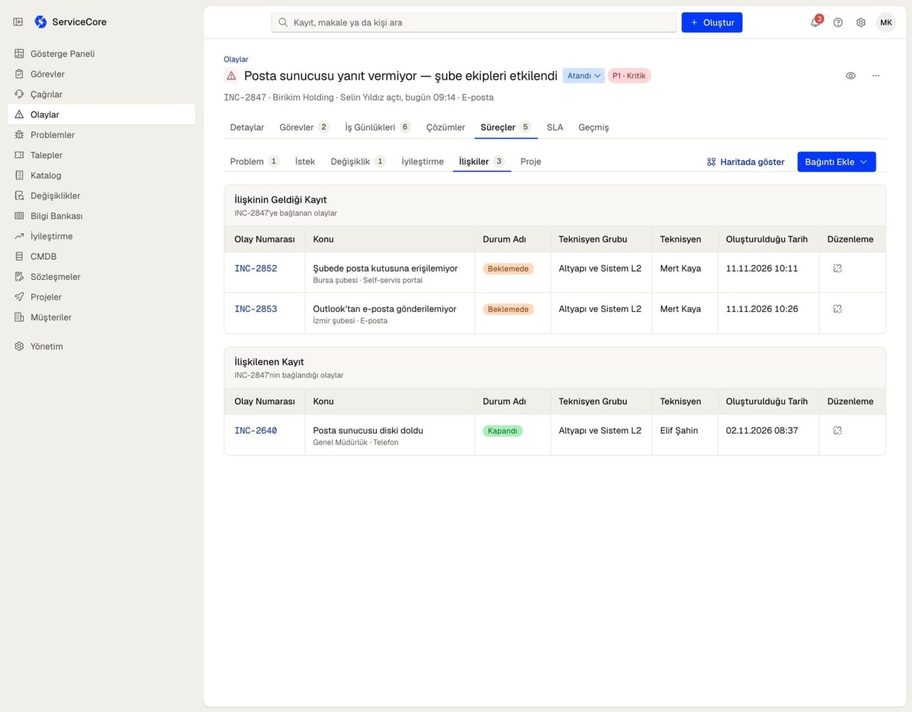 ServiceCore
Kayıt, makale ya da kişi ara
+ Oluştur
3
MK
Gösterge Paneli
Görevler
Çağrılar
Olaylar
Problemler
Talepler
Katalog
Değişiklikler
Bilgi Bankası
İyileştirme
CMDB
Sözleşmeler
Projeler
Müşteriler
Yönetim
Olaylar
Posta sunucusu yanıt vermiyor — şube ekipleri etkilendi
Atandı
P1 · Kritik
INC-2847 · Birikim Holding · Selin Yıldız açtı, bugün 09:14 · E-posta
Detaylar Görevler 2 İş Günlükleri 6 Çözümler Süreçler 5 SLA Geçmiş
Problem 1 İstek Değişiklik 1 İyileştirme İlişkiler 3 Proje
Haritada göster
Bağıntı Ekle
İlişkinin Geldiği Kayıt
INC-2847'ye bağlanan olaylar
Olay Numarası Konu Durum Adı Teknisyen Grubu Teknisyen Oluşturulduğu Tarih Düzenleme
INC-2852 Şubede posta kutusuna erişilemiyor Beklemede Altyapı ve Sistem L2 Mert Kaya 11.11.2026 10:11
Bursa şubesi · Self-servis portal
INC-2853 Outlook'tan e-posta gönderilemiyor Beklemede Altyapı ve Sistem L2 Mert Kaya 11.11.2026 10:26
İzmir şubesi · E-posta
İlişkilenen Kayıt
INC-2847'nin bağlandığı olaylar
Olay Numarası Konu Durum Adı Teknisyen Grubu Teknisyen Oluşturulduğu Tarih Düzenleme
INC-2640 Posta sunucusu diski doldu Kapandı Altyapı ve Sistem L2 Elif Şahin 02.11.2026 08:37
Genel Müdürlük · Telefon